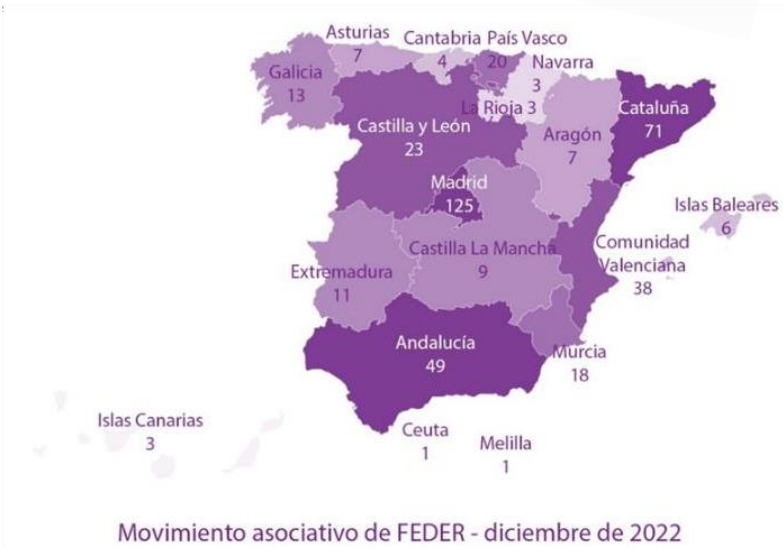 Asturias
7
Cantabria
4
País Vasco
20
Navarra
3
Galicia
13
La Rioja 3
Castilla y León
23
Cataluña
71
Aragón
7
Madrid
125
Islas Baleares
6
Comunidad
Valenciana
38
Castilla La Mancha
9
Extremadura
11
Andalucía
49
Murcia
18
Islas Canarias
3
Ceuta
1
Melilla
1
Movimiento asociativo de FEDER - diciembre de 2022